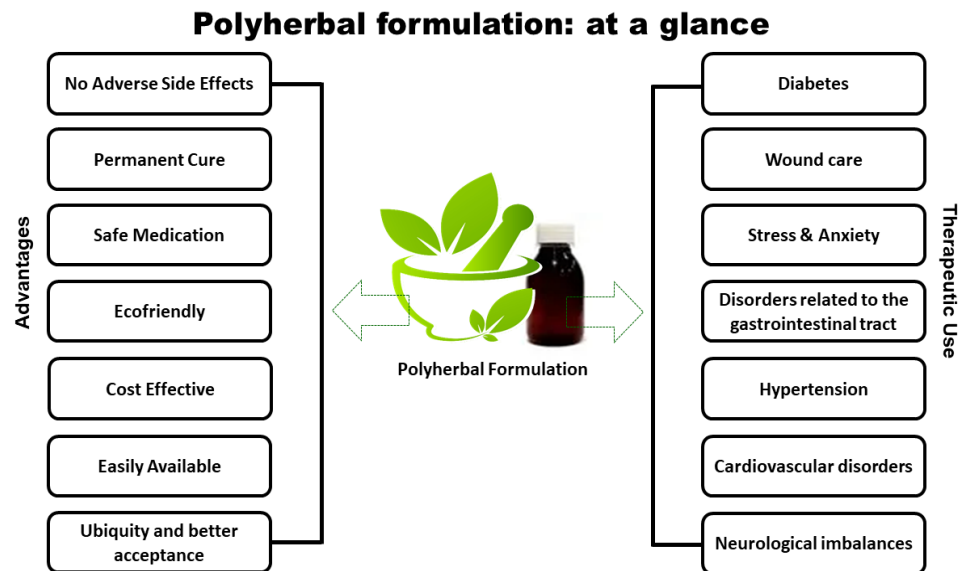 Polyherbal formulation: at a glance
Advantages
No Adverse Side Effects
Permanent Cure
Safe Medication
Ecofriendly
Cost Effective
Easily Available
Ubiquity and better
acceptance
Polyherbal Formulation
Diabetes
Wound care
Stress & Anxiety
Disorders related to the
gastrointestinal tract
Hypertension
Cardiovascular disorders
Neurological imbalances
Therapeutic Use